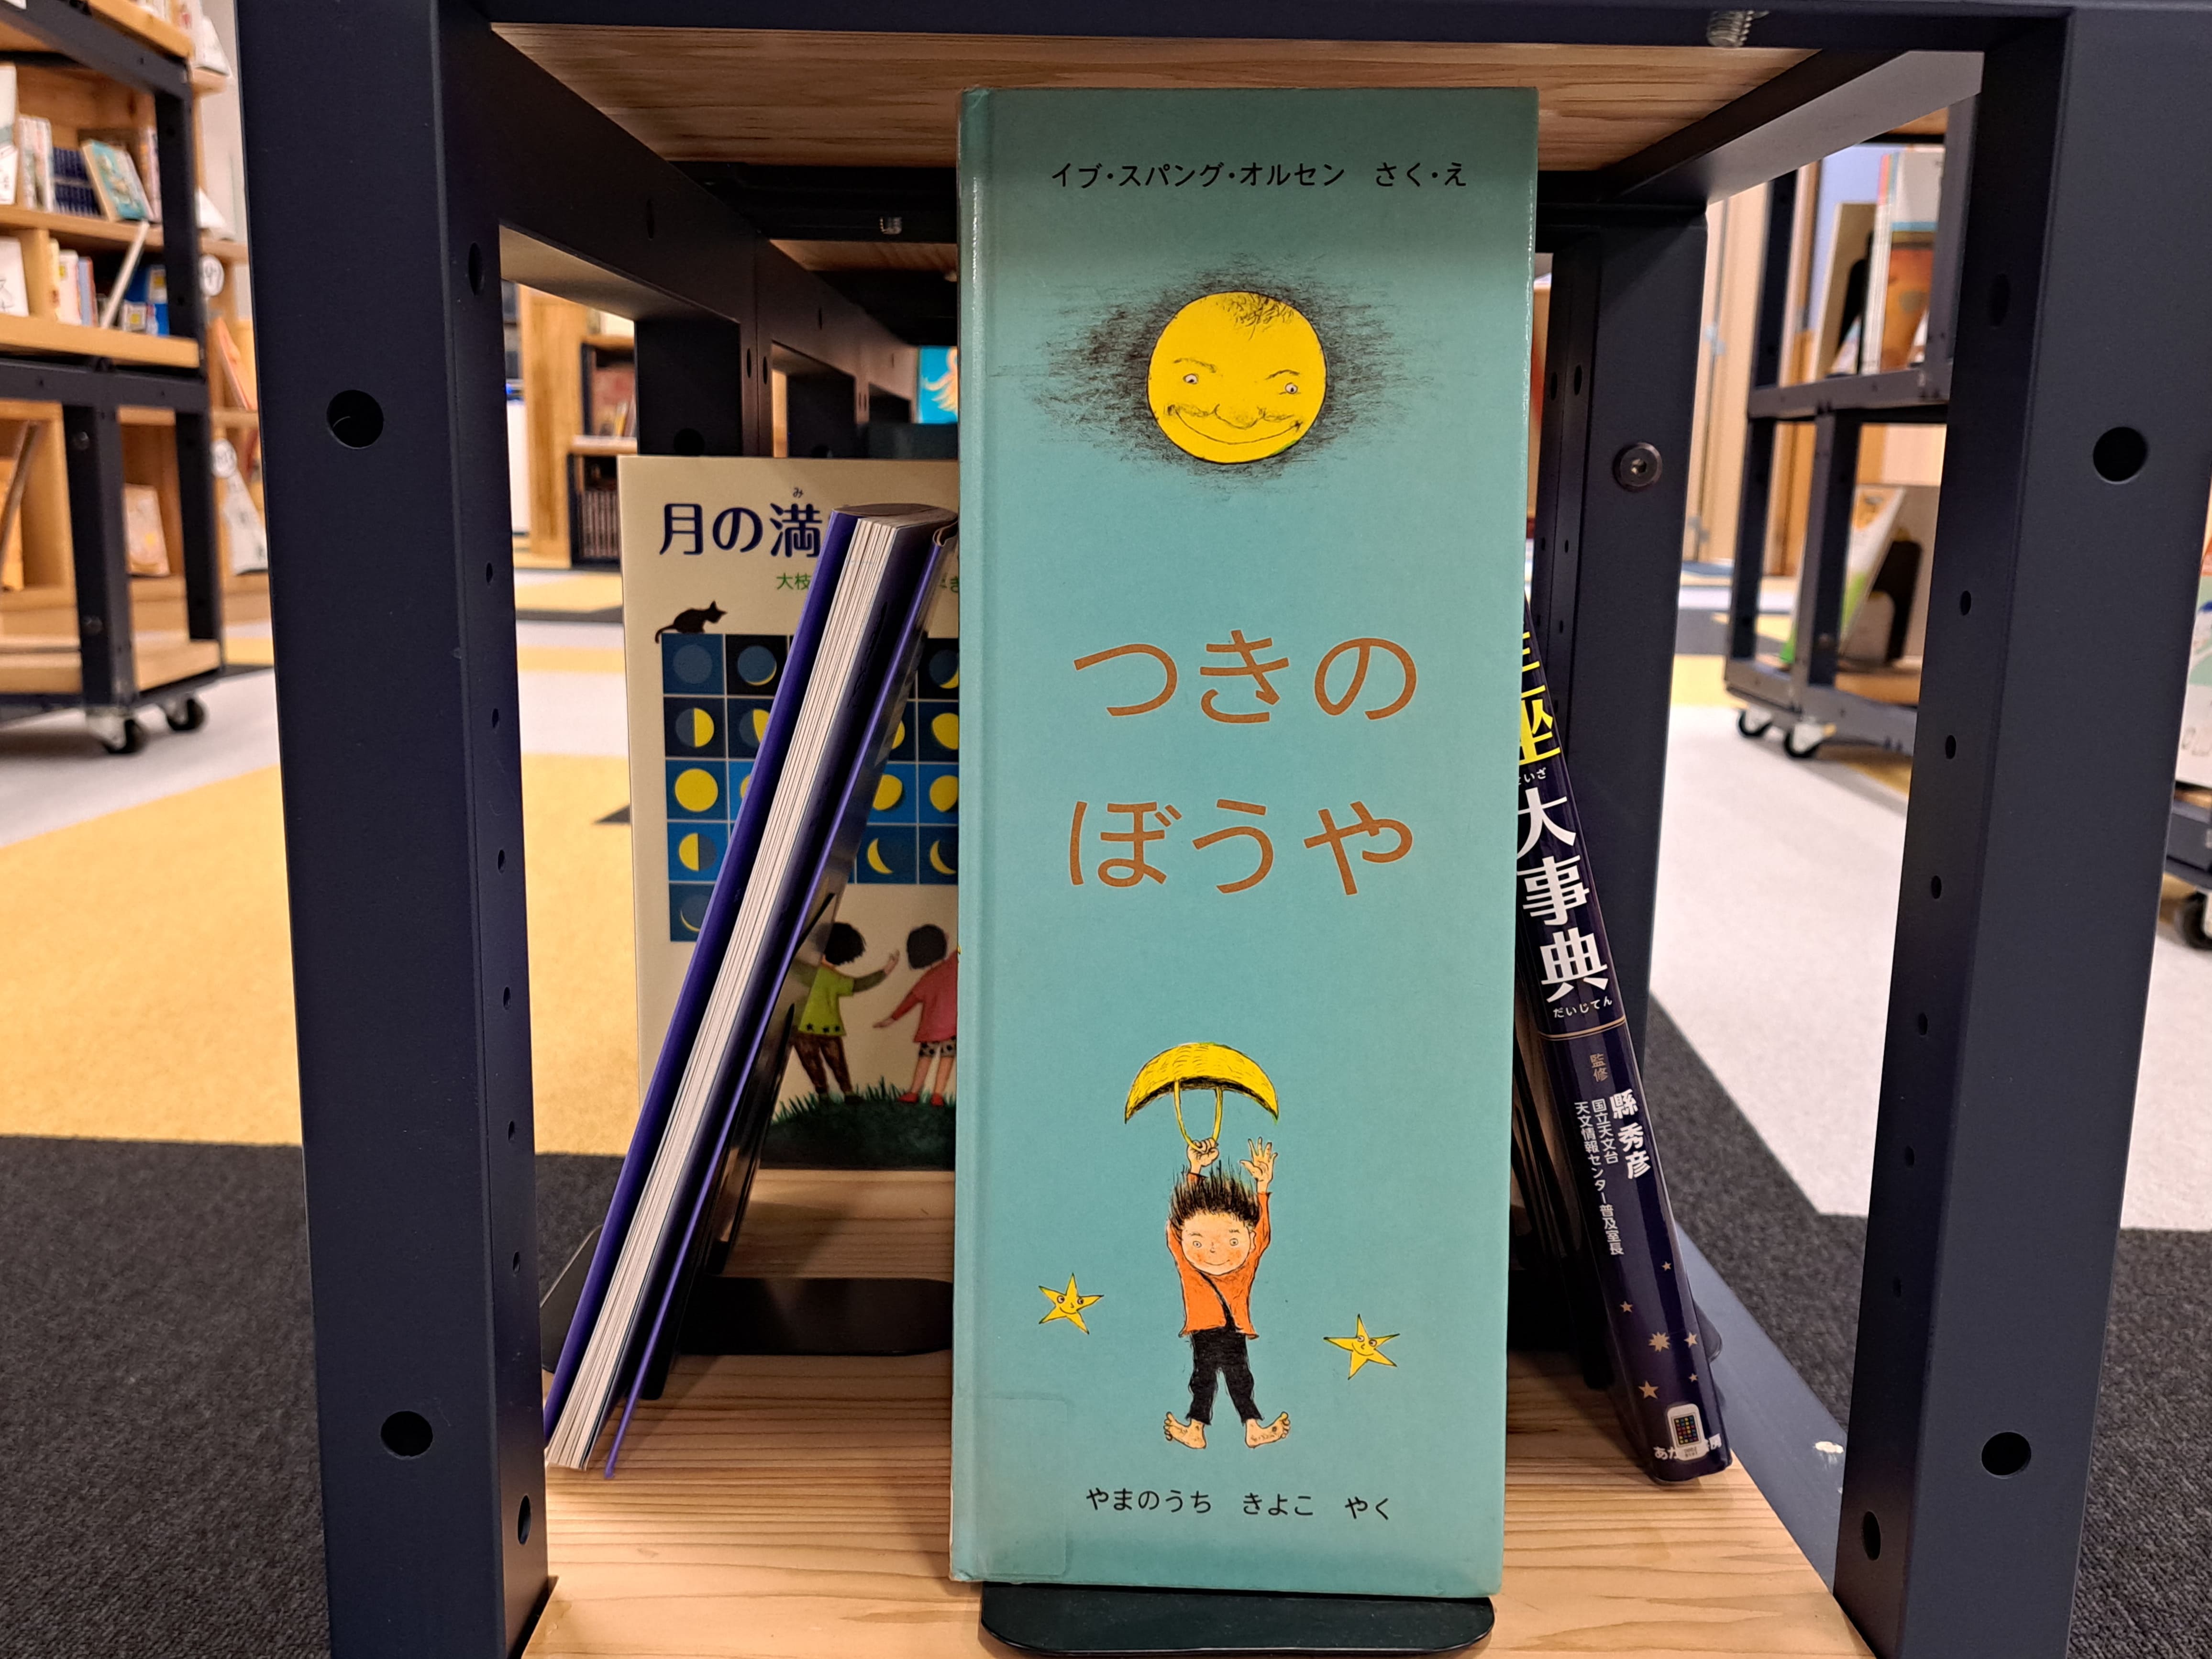 イブ・スパング・オルセン　さく・え
つきの
ぼうや
やまのうち　きよこ　やく
み
月の満
大枝
座
大事典
だいじてん
監修
縣 秀彦
国立天文台
天文情報センター普及室長